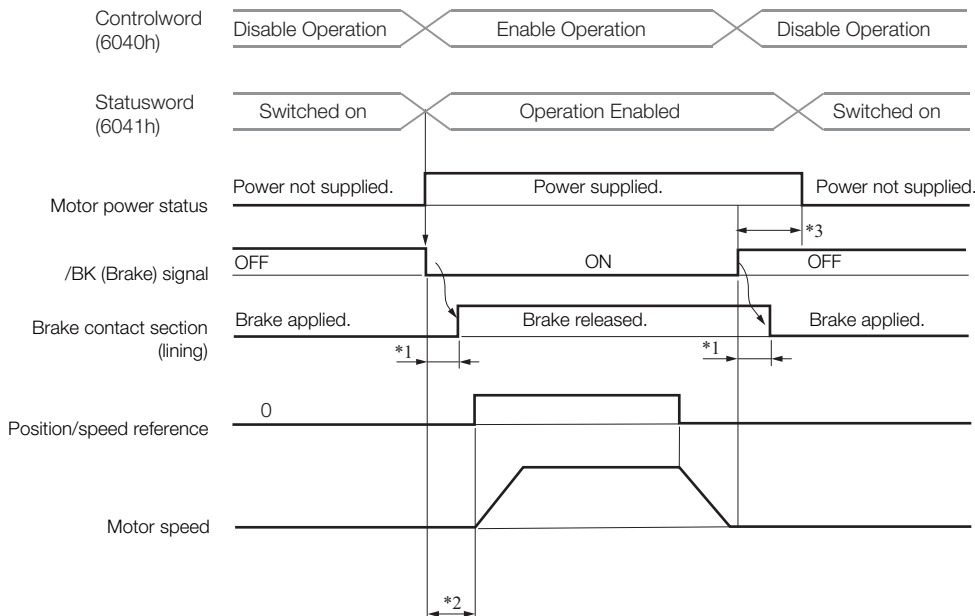 Controlword
(6040h)
Disable Operation
Enable Operation
Disable Operation
Statusword
(6041h)
Switched on
Operation Enabled
Switched on
Motor power status
Power not supplied.
Power supplied.
Power not supplied.
*3
/BK (Brake) signal
OFF
ON
OFF
Brake contact section
(lining)
Brake applied.
Brake released.
Brake applied.
*1
*1
Position/speed reference
0
Motor speed
*2